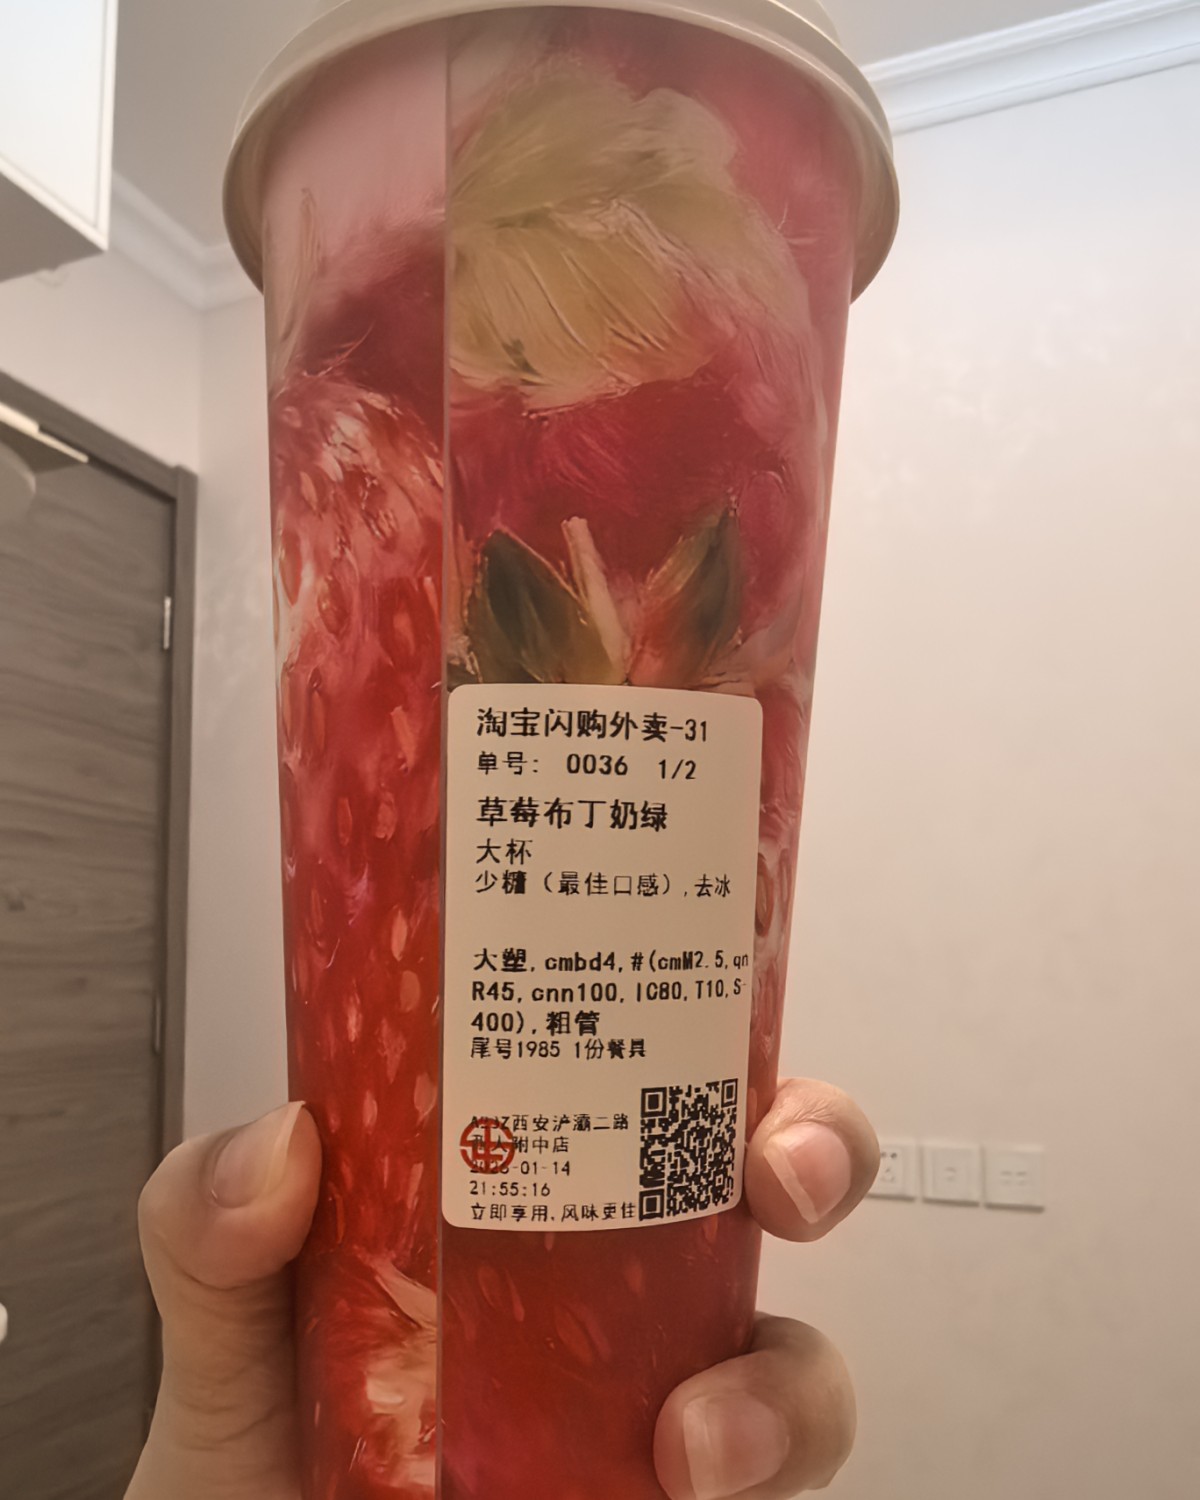 淘宝闪购外卖-31
单号: 0036 1/2
草莓布丁奶绿
大杯
少糖（最佳口感）,去冰
大塑,cmbd4,#(cmM2.5,qn
R45,cnn100,IC80,T10,S-
400),粗管
尾号1985 1份餐具
西安浐灞二路
附中店
-01-14
21:55:16
立即享用,风味更佳